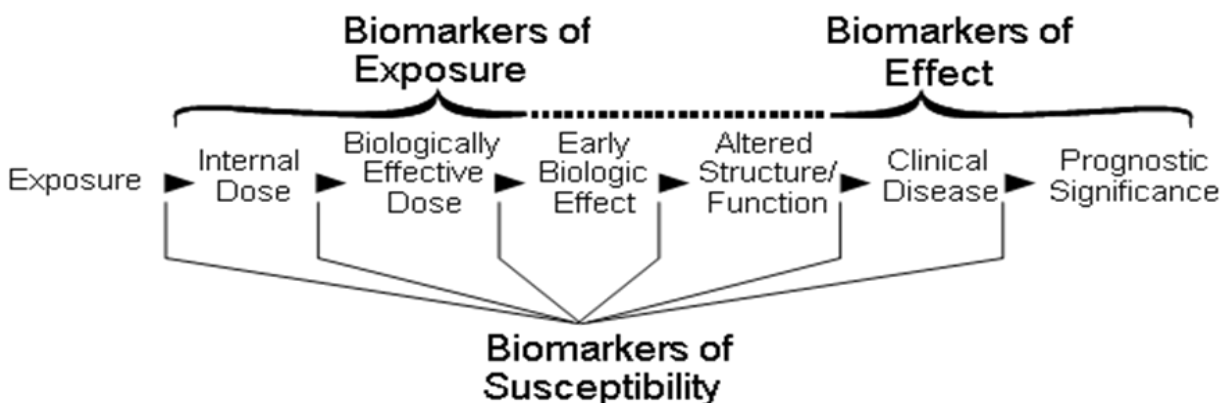 Biomarkers of
Exposure
Biomarkers of
Effect
Exposure
Internal
Dose
Biologically
Effective
Dose
Early
Biologic
Effect
Altered
Structure/
Function
Clinical
Disease
Prognostic
Significance
Biomarkers of
Susceptibility